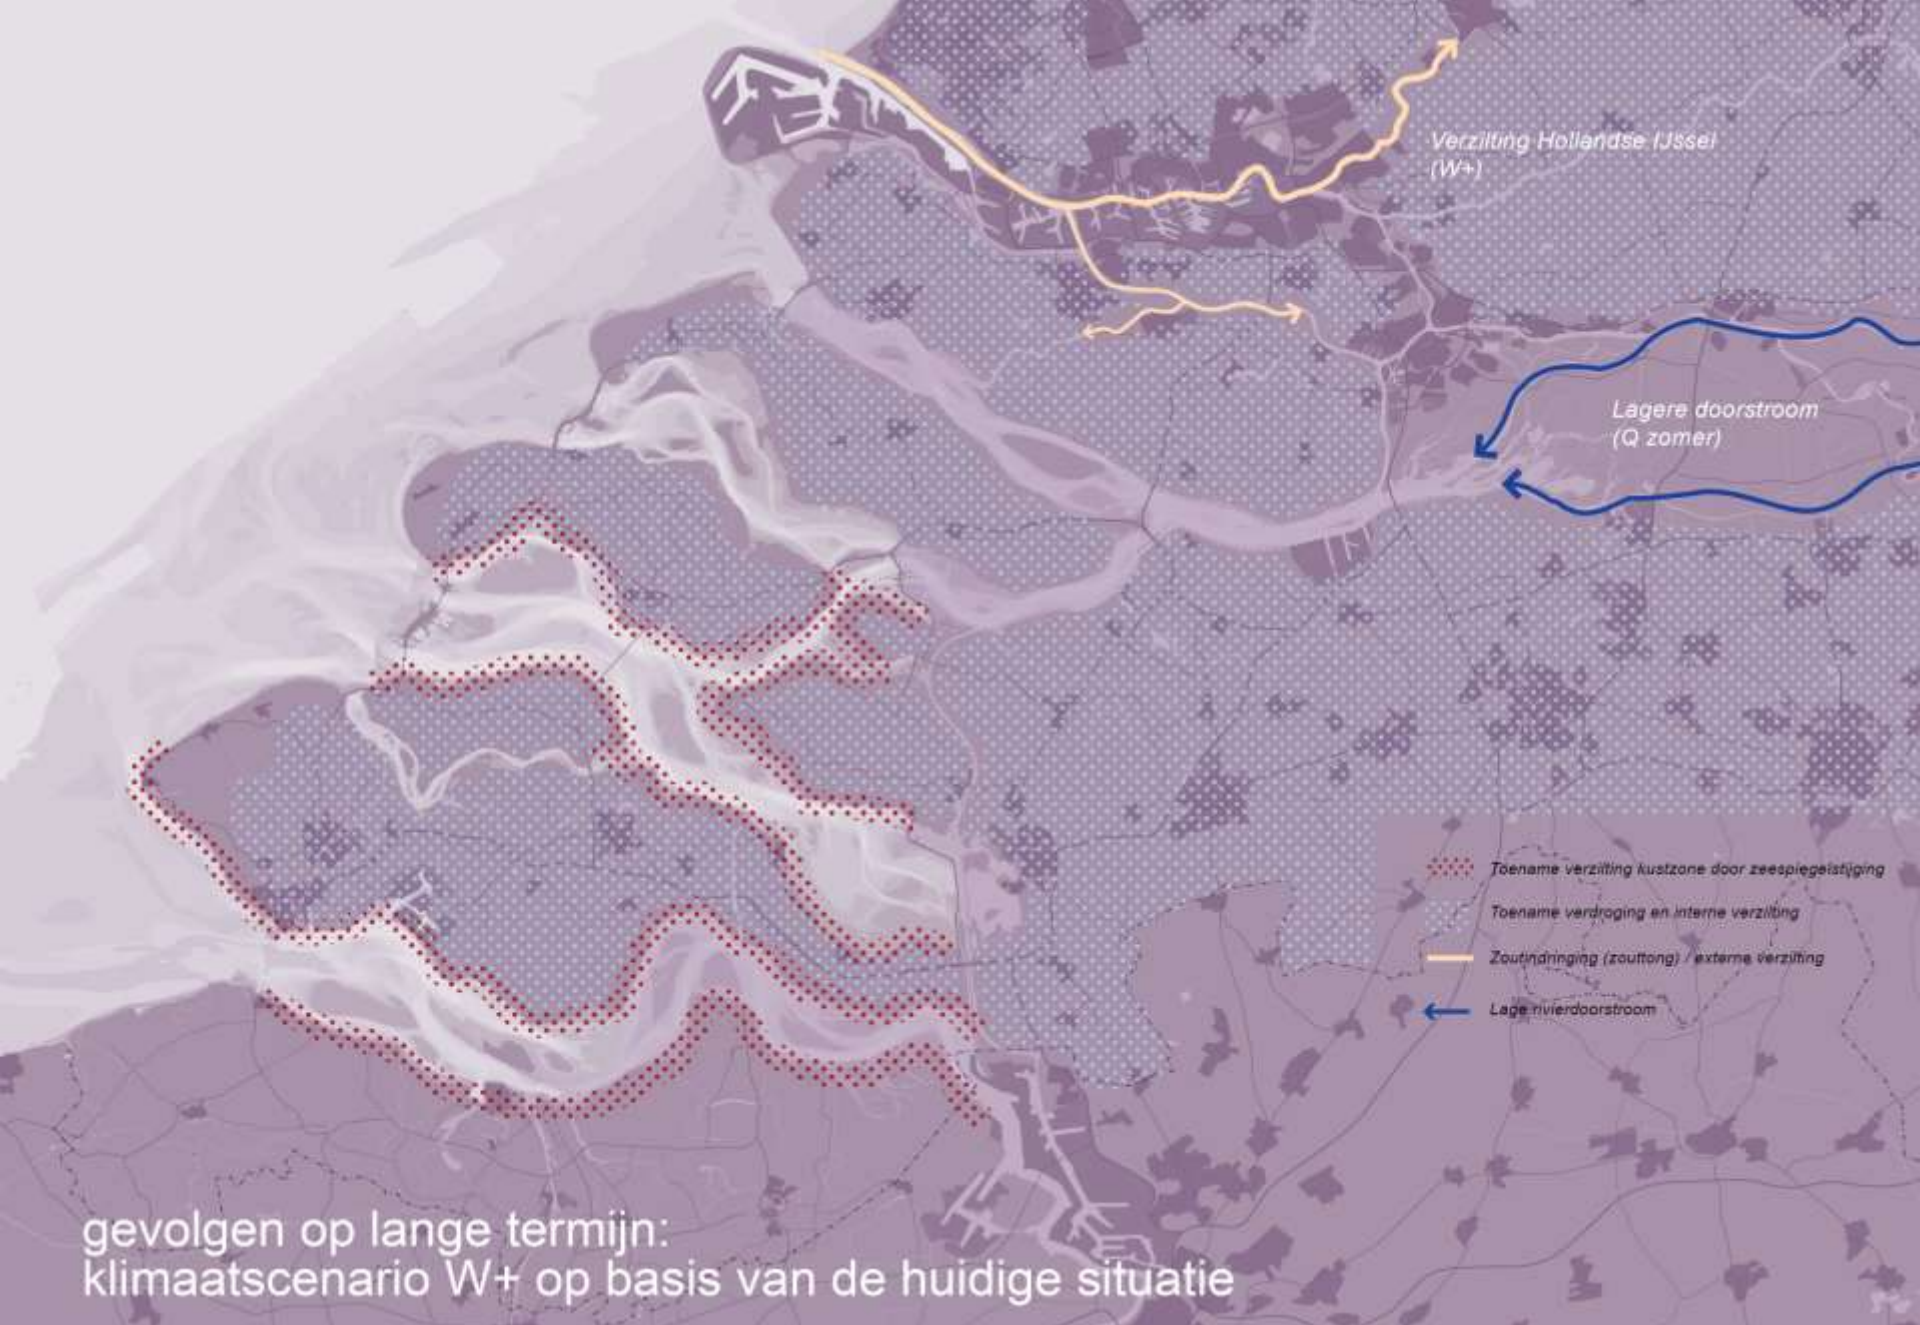 Verzilting Hollandse IJssel
(W+)
Lagere doorstroom
(Q zomer)
Toename verzilting kustzone door zeespiegelstijging
Toename verdroging en interne verzilting
Zoutindringing (zouttong) / externe verzilting
Lage rivierdoorstroom
gevolgen op lange termijn:
klimaatscenario W+ op basis van de huidige situatie